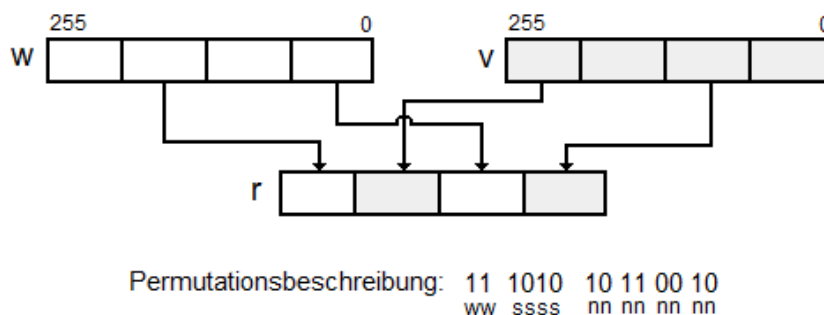 255 0 255 0
w v
r
Permutationsbeschreibung: 11 1010 10 11 00 10
ww ssss nn nn nn nn